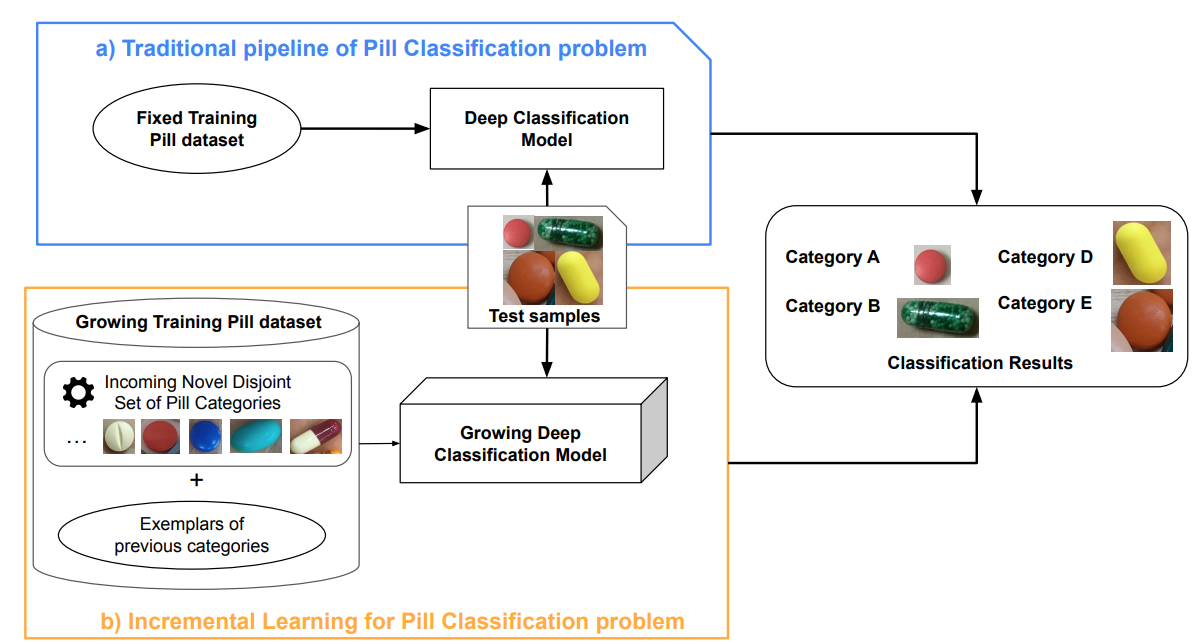 a) Traditional pipeline of Pill Classification problem
Fixed Training
Pill dataset
Deep Classification
Model
Test samples
Category A
Category D
Category B
Category E
Classification Results
Growing Training Pill dataset
Incoming Novel Disjoint
Set of Pill Categories
...
+
Exemplars of
previous categories
Growing Deep
Classification Model
b) Incremental Learning for Pill Classification problem